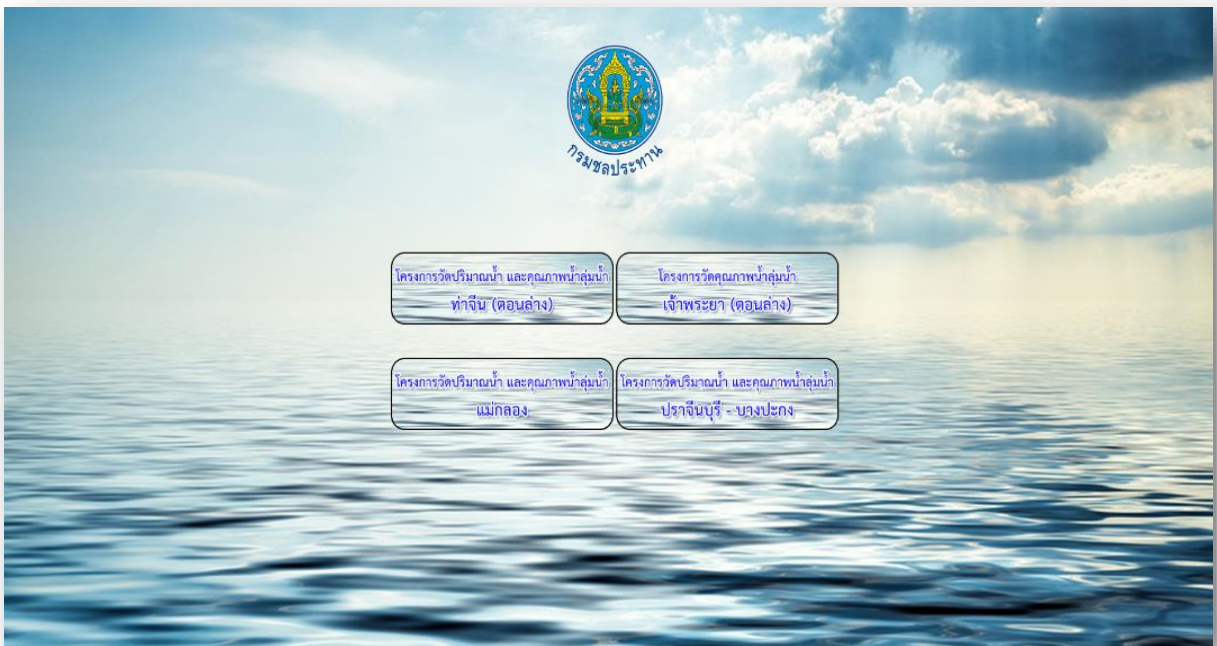 กรมชลประทาน
โครงการวัดปริมาณน้ำ และคุณภาพน้ำลุ่มน้ำ
ท่าจีน (ตอนล่าง)
โครงการวัดคุณภาพน้ำลุ่มน้ำ
เจ้าพระยา (ตอนล่าง)
โครงการวัดปริมาณน้ำ และคุณภาพน้ำลุ่มน้ำ
แม่กลอง
โครงการวัดปริมาณน้ำ และคุณภาพน้ำลุ่มน้ำ
ปราจีนบุรี - บางปะกง